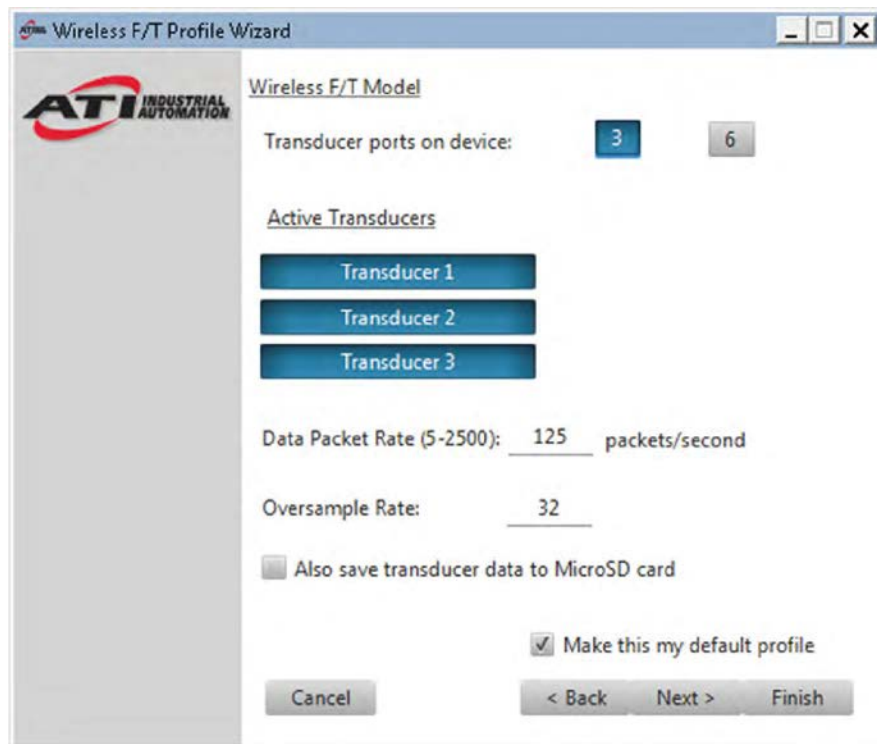 Wireless F/T Profile Wizard
ATI INDUSTRIAL
AUTOMATION
Wireless F/T Model
Transducer ports on device: 3 6
Active Transducers
Transducer 1
Transducer 2
Transducer 3
Data Packet Rate (5-2500): 125 packets/second
Oversample Rate: 32
Also save transducer data to MicroSD card
Make this my default profile
Cancel < Back Next > Finish